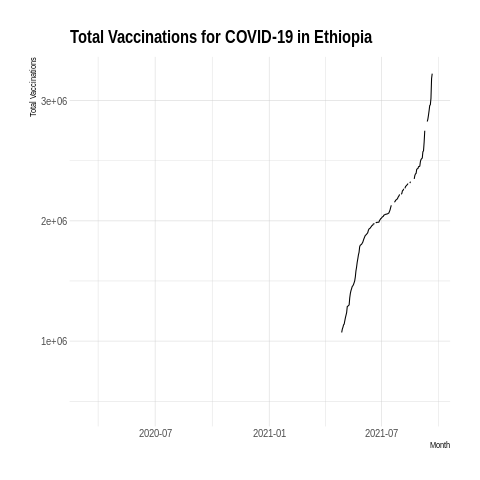 Total Vaccinations for COVID-19 in Ethiopia
Total Vaccinations
3e+06
2e+06
1e+06
2020-07 2021-01 2021-07
Month